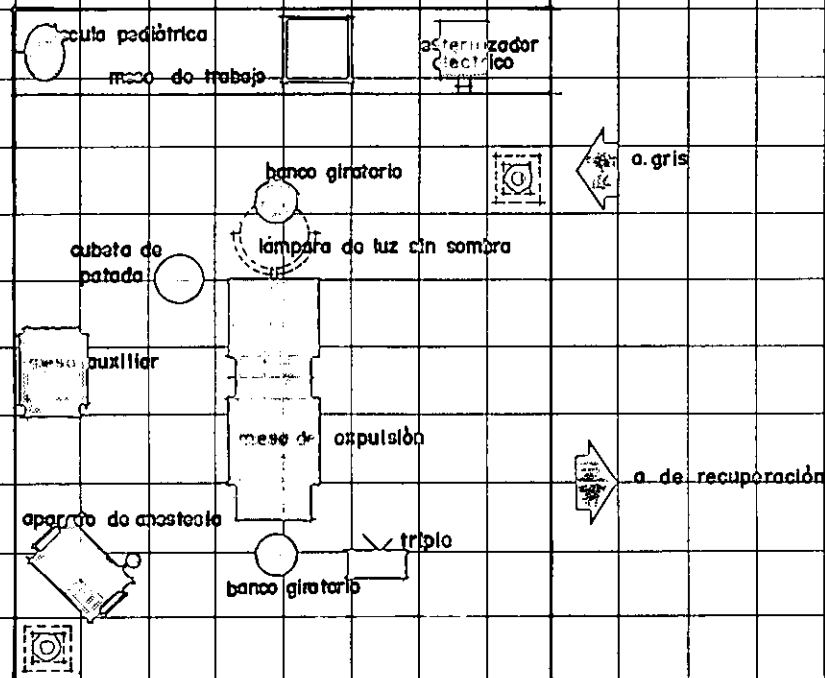 pediátrica
mesa de trabajo
esterilizador
eléctrico
a. gris
banco giratorio
lámpara de luz sin sombra
cubeta de
patada
mesa auxiliar
mesa de expulsión
a. de recuperación
aparato de anestesia
triple
banco giratorio